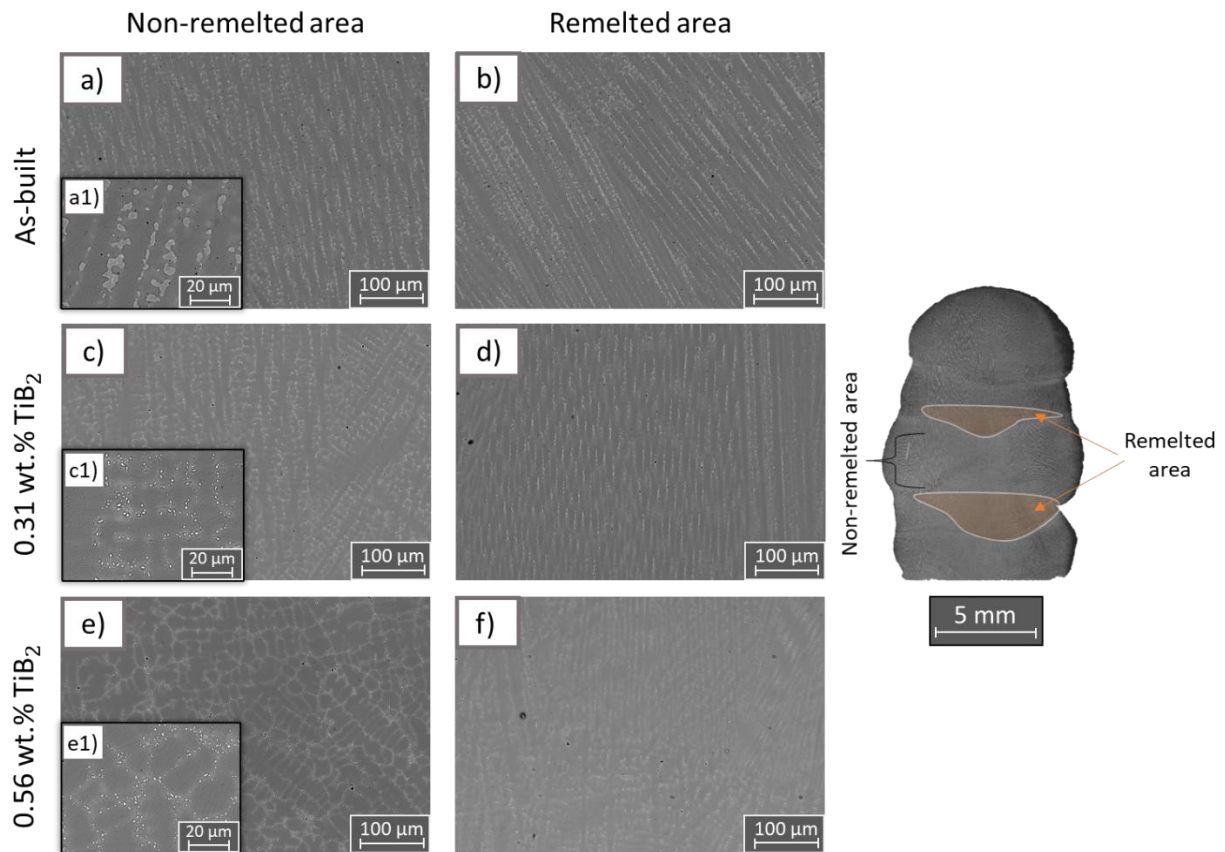 Non-remelted area
Remelted area
As-built
a)
a1)
20 µm
100 µm
b)
100 µm
0.31 wt.% TiB₂
c)
c1)
20 µm
100 µm
d)
100 µm
0.56 wt.% TiB₂
e)
e1)
20 µm
100 µm
f)
100 µm
Non-remelted area
Remelted
area
5 mm